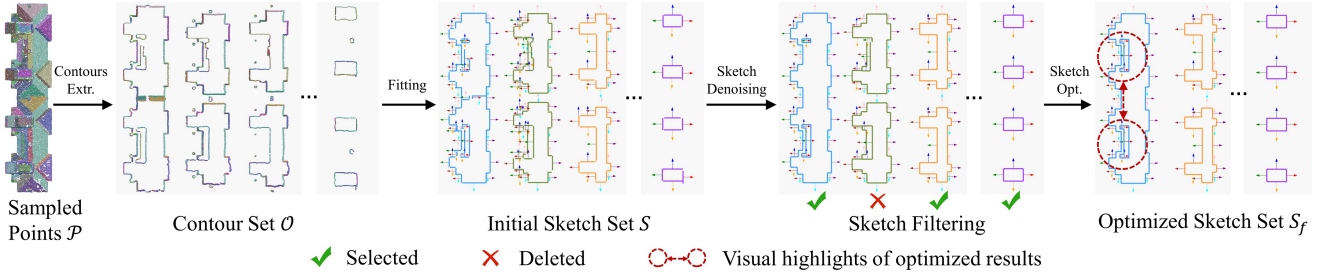 Contours
Extr.
...
Fitting
...
Sketch
Denoising
...
Sketch
Opt.
...
Sampled
Points 𝒫
Contour Set 𝒪
Initial Sketch Set S
Sketch Filtering
Optimized Sketch Set S_f
Selected
Deleted
Visual highlights of optimized results